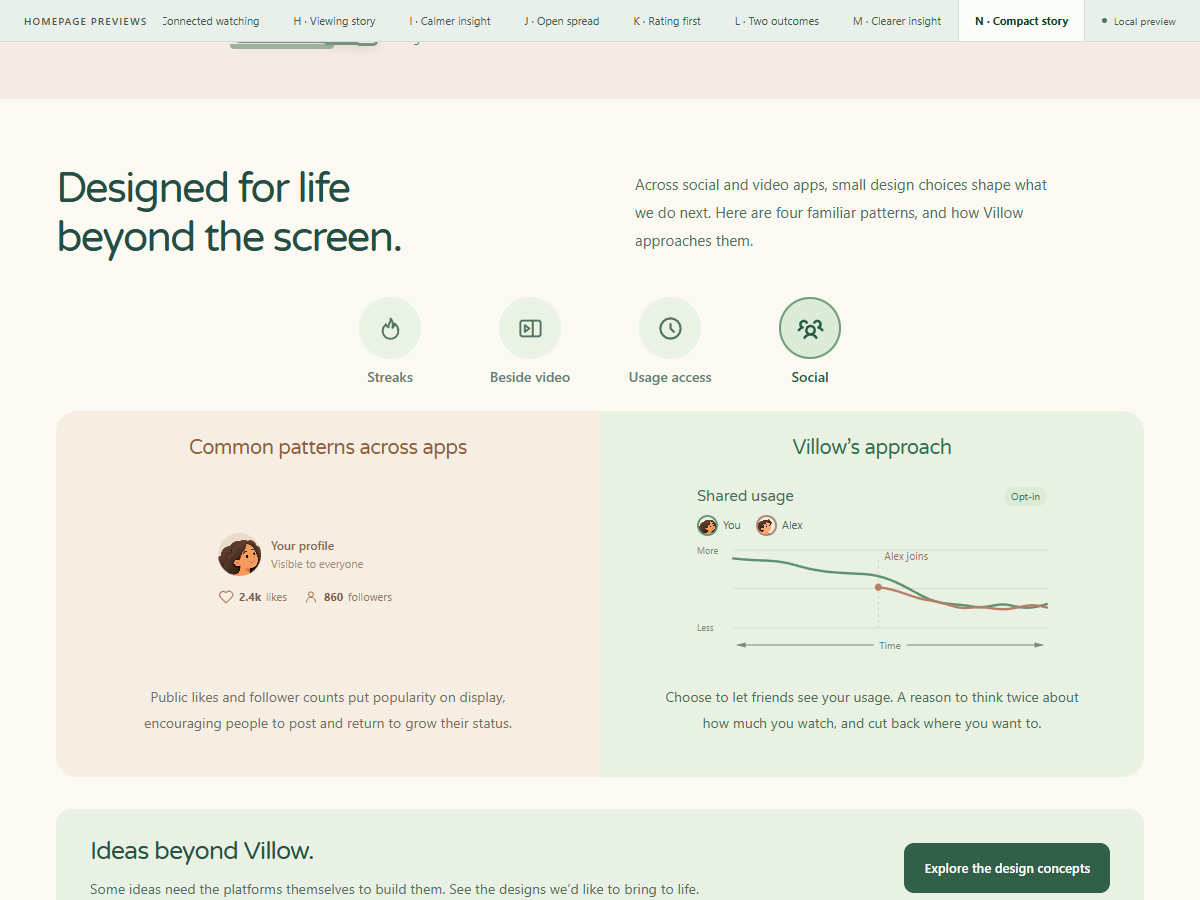 HOMEPAGE PREVIEWS
Connected watching
H · Viewing story
I · Calmer insight
J · Open spread
K · Rating first
L · Two outcomes
M · Clearer insight
N · Compact story
Local preview
Designed for life
beyond the screen.
Across social and video apps, small design choices shape what
we do next. Here are four familiar patterns, and how Villow
approaches them.
Streaks
Beside video
Usage access
Social
Common patterns across apps
Your profile
Visible to everyone
2.4k likes
860 followers
Public likes and follower counts put popularity on display,
encouraging people to post and return to grow their status.
Villow’s approach
Shared usage
Opt-in
You
Alex
More
Alex joins
Less
Time
Choose to let friends see your usage. A reason to think twice about
how much you watch, and cut back where you want to.
Ideas beyond Villow.
Some ideas need the platforms themselves to build them. See the designs we’d like to bring to life.
Explore the design concepts